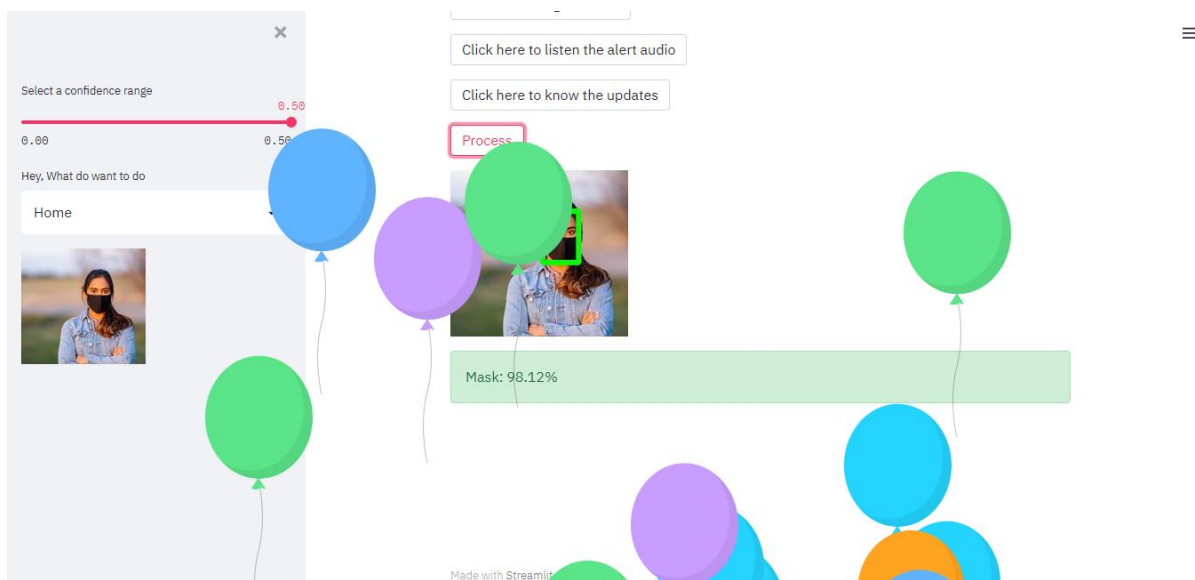 Select a confidence range
0.50
0.00
0.50
Hey, What do want to do
Home
Click here to listen the alert audio
Click here to know the updates
Process
Mask: 98.12%
Made with Streamlit